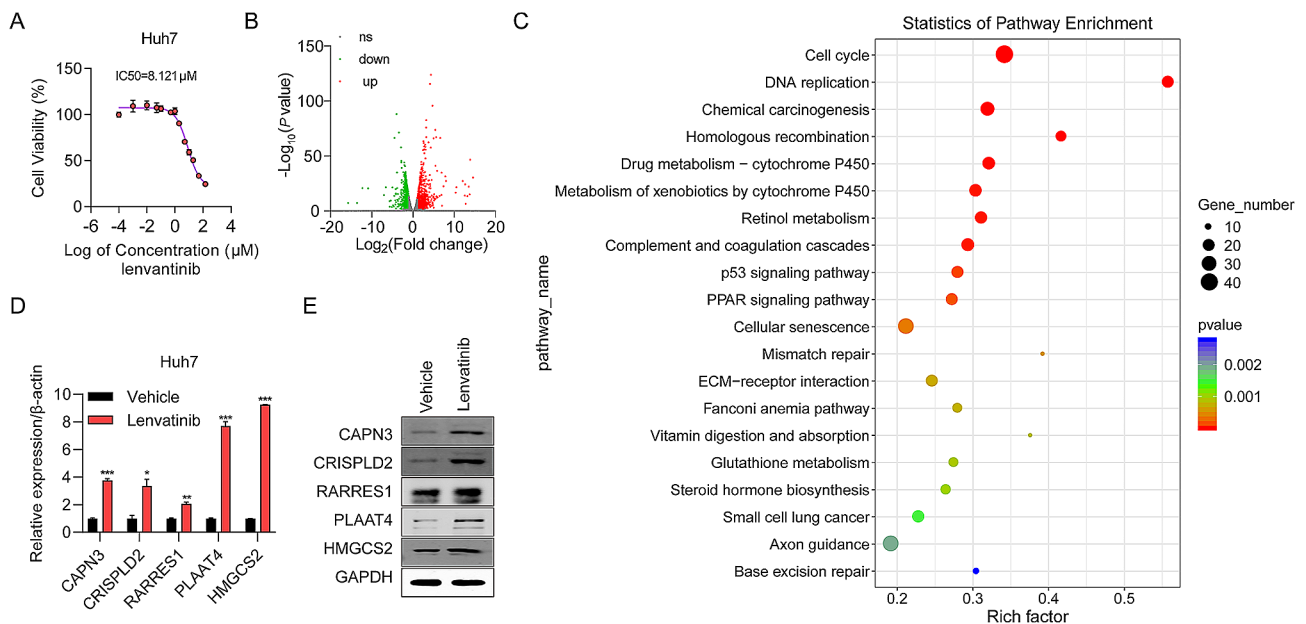 A
Huh7
IC50=8.121 μM
Cell Viability (%)
150
100
50
0
-6
-4
-2
0
2
4
Log of Concentration (μM)
lenvantinib
B
ns
down
up
-Log10(P value)
150
100
50
0
-20
-10
0
10
20
Log2(Fold change)
C
Statistics of Pathway Enrichment
pathway_name
Cell cycle
DNA replication
Chemical carcinogenesis
Homologous recombination
Drug metabolism − cytochrome P450
Metabolism of xenobiotics by cytochrome P450
Retinol metabolism
Complement and coagulation cascades
p53 signaling pathway
PPAR signaling pathway
Cellular senescence
Mismatch repair
ECM−receptor interaction
Fanconi anemia pathway
Vitamin digestion and absorption
Glutathione metabolism
Steroid hormone biosynthesis
Small cell lung cancer
Axon guidance
Base excision repair
0.2
0.3
0.4
0.5
Rich factor
Gene_number
10
20
30
40
pvalue
0.002
0.001
D
Huh7
Vehicle
Lenvatinib
Relative expression/β-actin
10
8
6
4
2
0
***
*
**
***
***
CAPN3
CRISPLD2
RARRES1
PLAAT4
HMGCS2
E
Vehicle
Lenvatinib
CAPN3
CRISPLD2
RARRES1
PLAAT4
HMGCS2
GAPDH